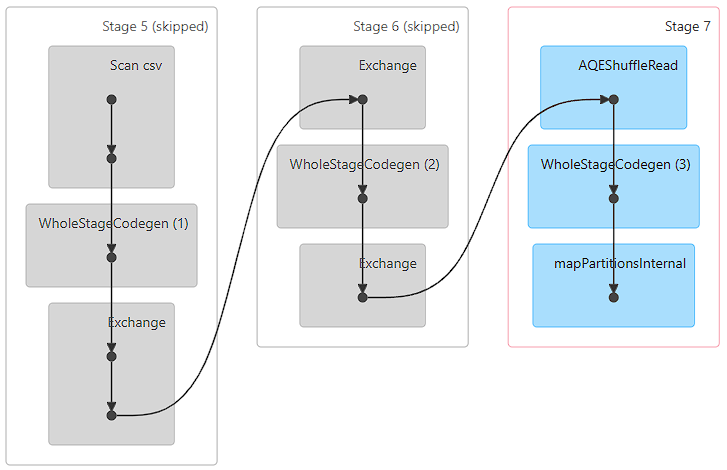 Stage 5 (skipped)
Scan csv
WholeStageCodegen (1)
Exchange
Stage 6 (skipped)
Exchange
WholeStageCodegen (2)
Exchange
Stage 7
AQEShuffleRead
WholeStageCodegen (3)
mapPartitionsInternal